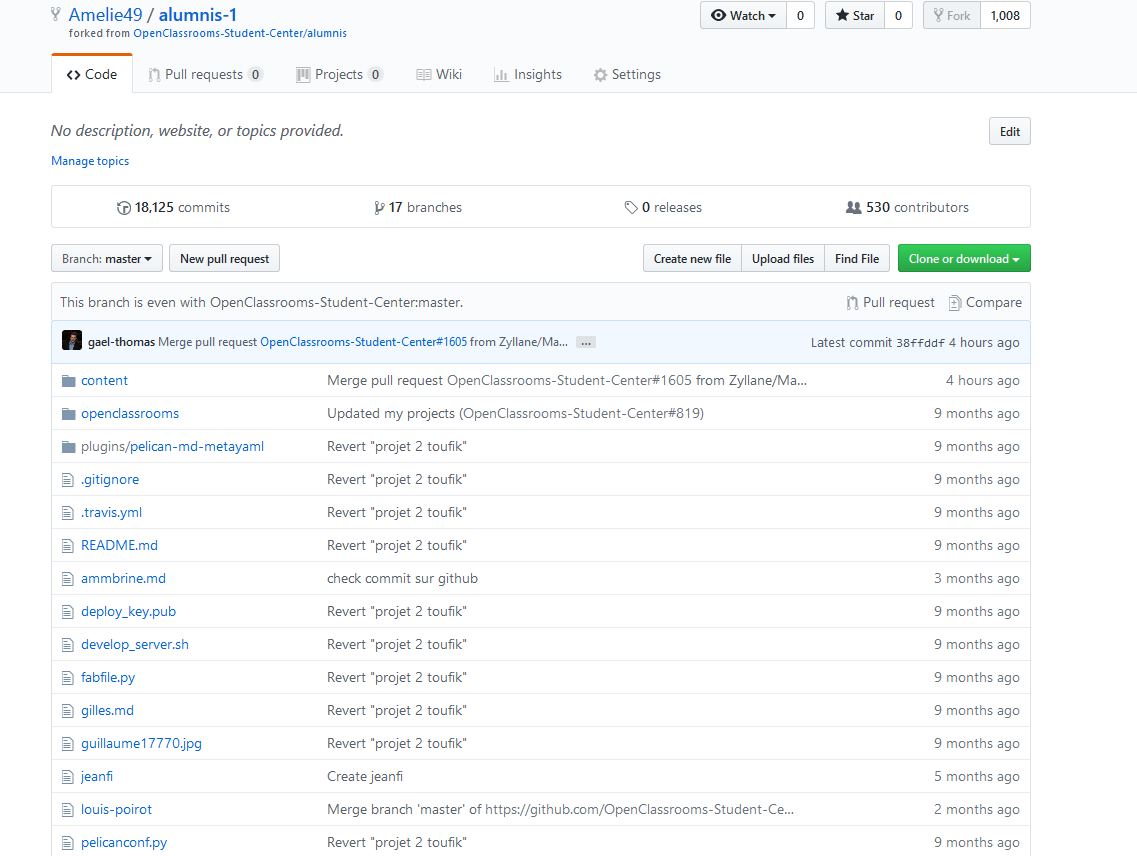 Amelie49 / alumnis-1
forked from OpenClassrooms-Student-Center/alumnis
Watch 0 Star 0 Fork 1,008
Code Pull requests 0 Projects 0 Wiki Insights Settings
No description, website, or topics provided. Edit
Manage topics
18,125 commits 17 branches 0 releases 530 contributors
Branch: master New pull request Create new file Upload files Find File Clone or download
This branch is even with OpenClassrooms-Student-Center:master. Pull request Compare
gael-thomas Merge pull request OpenClassrooms-Student-Center#1605 from Zyllane/Ma... ... Latest commit 38ffddf 4 hours ago
content Merge pull request OpenClassrooms-Student-Center#1605 from Zyllane/Ma... 4 hours ago
openclassrooms Updated my projects (OpenClassrooms-Student-Center#819) 9 months ago
plugins/pelican-md-metayaml Revert "projet 2 toufik" 9 months ago
.gitignore Revert "projet 2 toufik" 9 months ago
.travis.yml Revert "projet 2 toufik" 9 months ago
README.md Revert "projet 2 toufik" 9 months ago
ammbrine.md check commit sur github 3 months ago
deploy_key.pub Revert "projet 2 toufik" 9 months ago
develop_server.sh Revert "projet 2 toufik" 9 months ago
fabfile.py Revert "projet 2 toufik" 9 months ago
gilles.md Revert "projet 2 toufik" 9 months ago
guillaume17770.jpg Revert "projet 2 toufik" 9 months ago
jeanfi Create jeanfi 5 months ago
louis-poirot Merge branch 'master' of https://github.com/OpenClassrooms-Student-Ce... 2 months ago
pelicanconf.py Revert "projet 2 toufik" 9 months ago